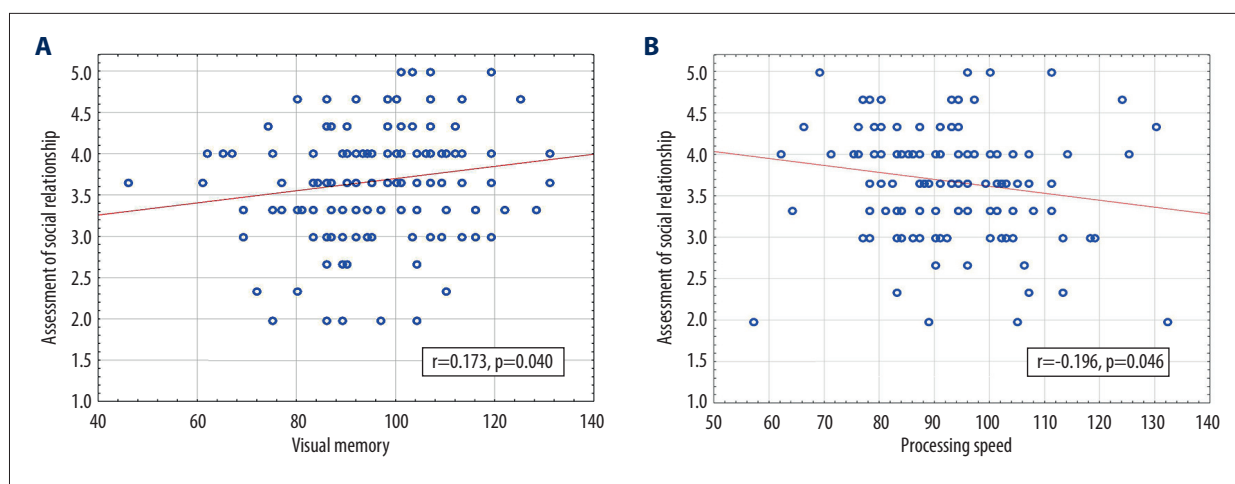 A
Assessment of social relationship
5.0
4.5
4.0
3.5
3.0
2.5
2.0
1.5
1.0
r=0.173, p=0.040
40 60 80 100 120 140
Visual memory
B
Assessment of social relationship
5.0
4.5
4.0
3.5
3.0
2.5
2.0
1.5
1.0
r=-0.196, p=0.046
50 60 70 80 90 100 110 120 130 140
Processing speed